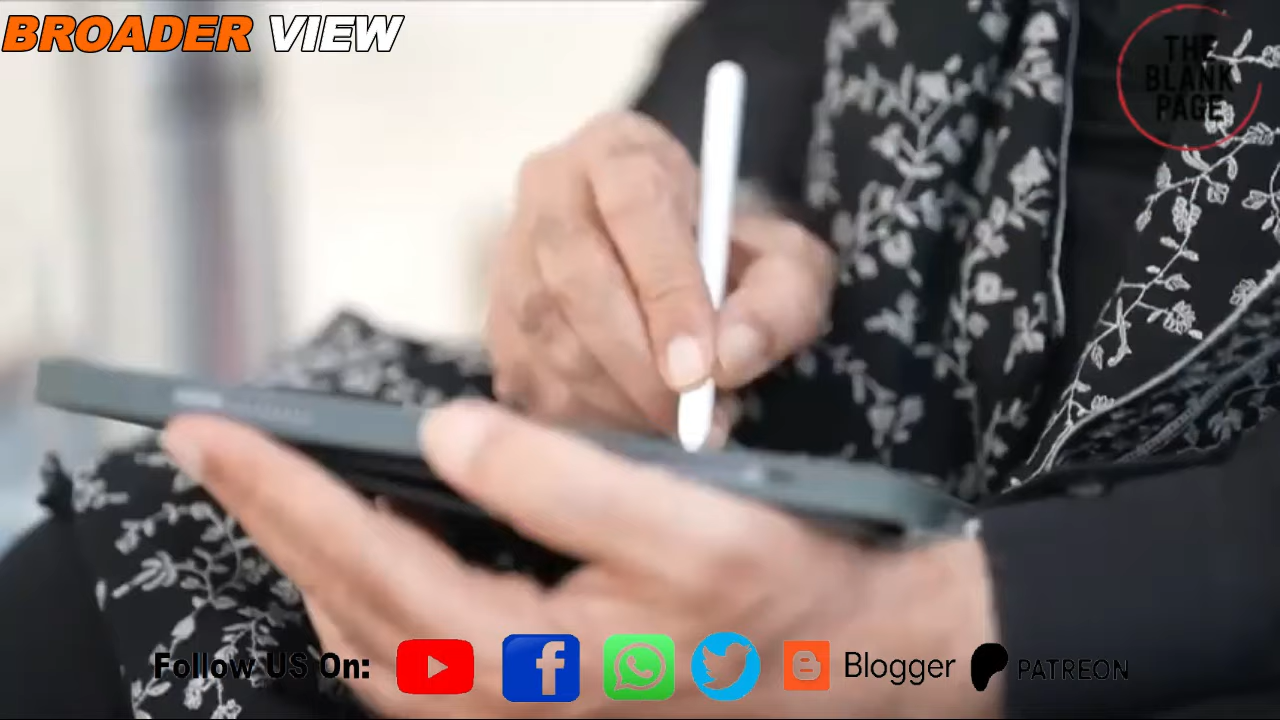 BROADER VIEW
THE
BLANK
PAGE
Follow US On:
Blogger
PATREON